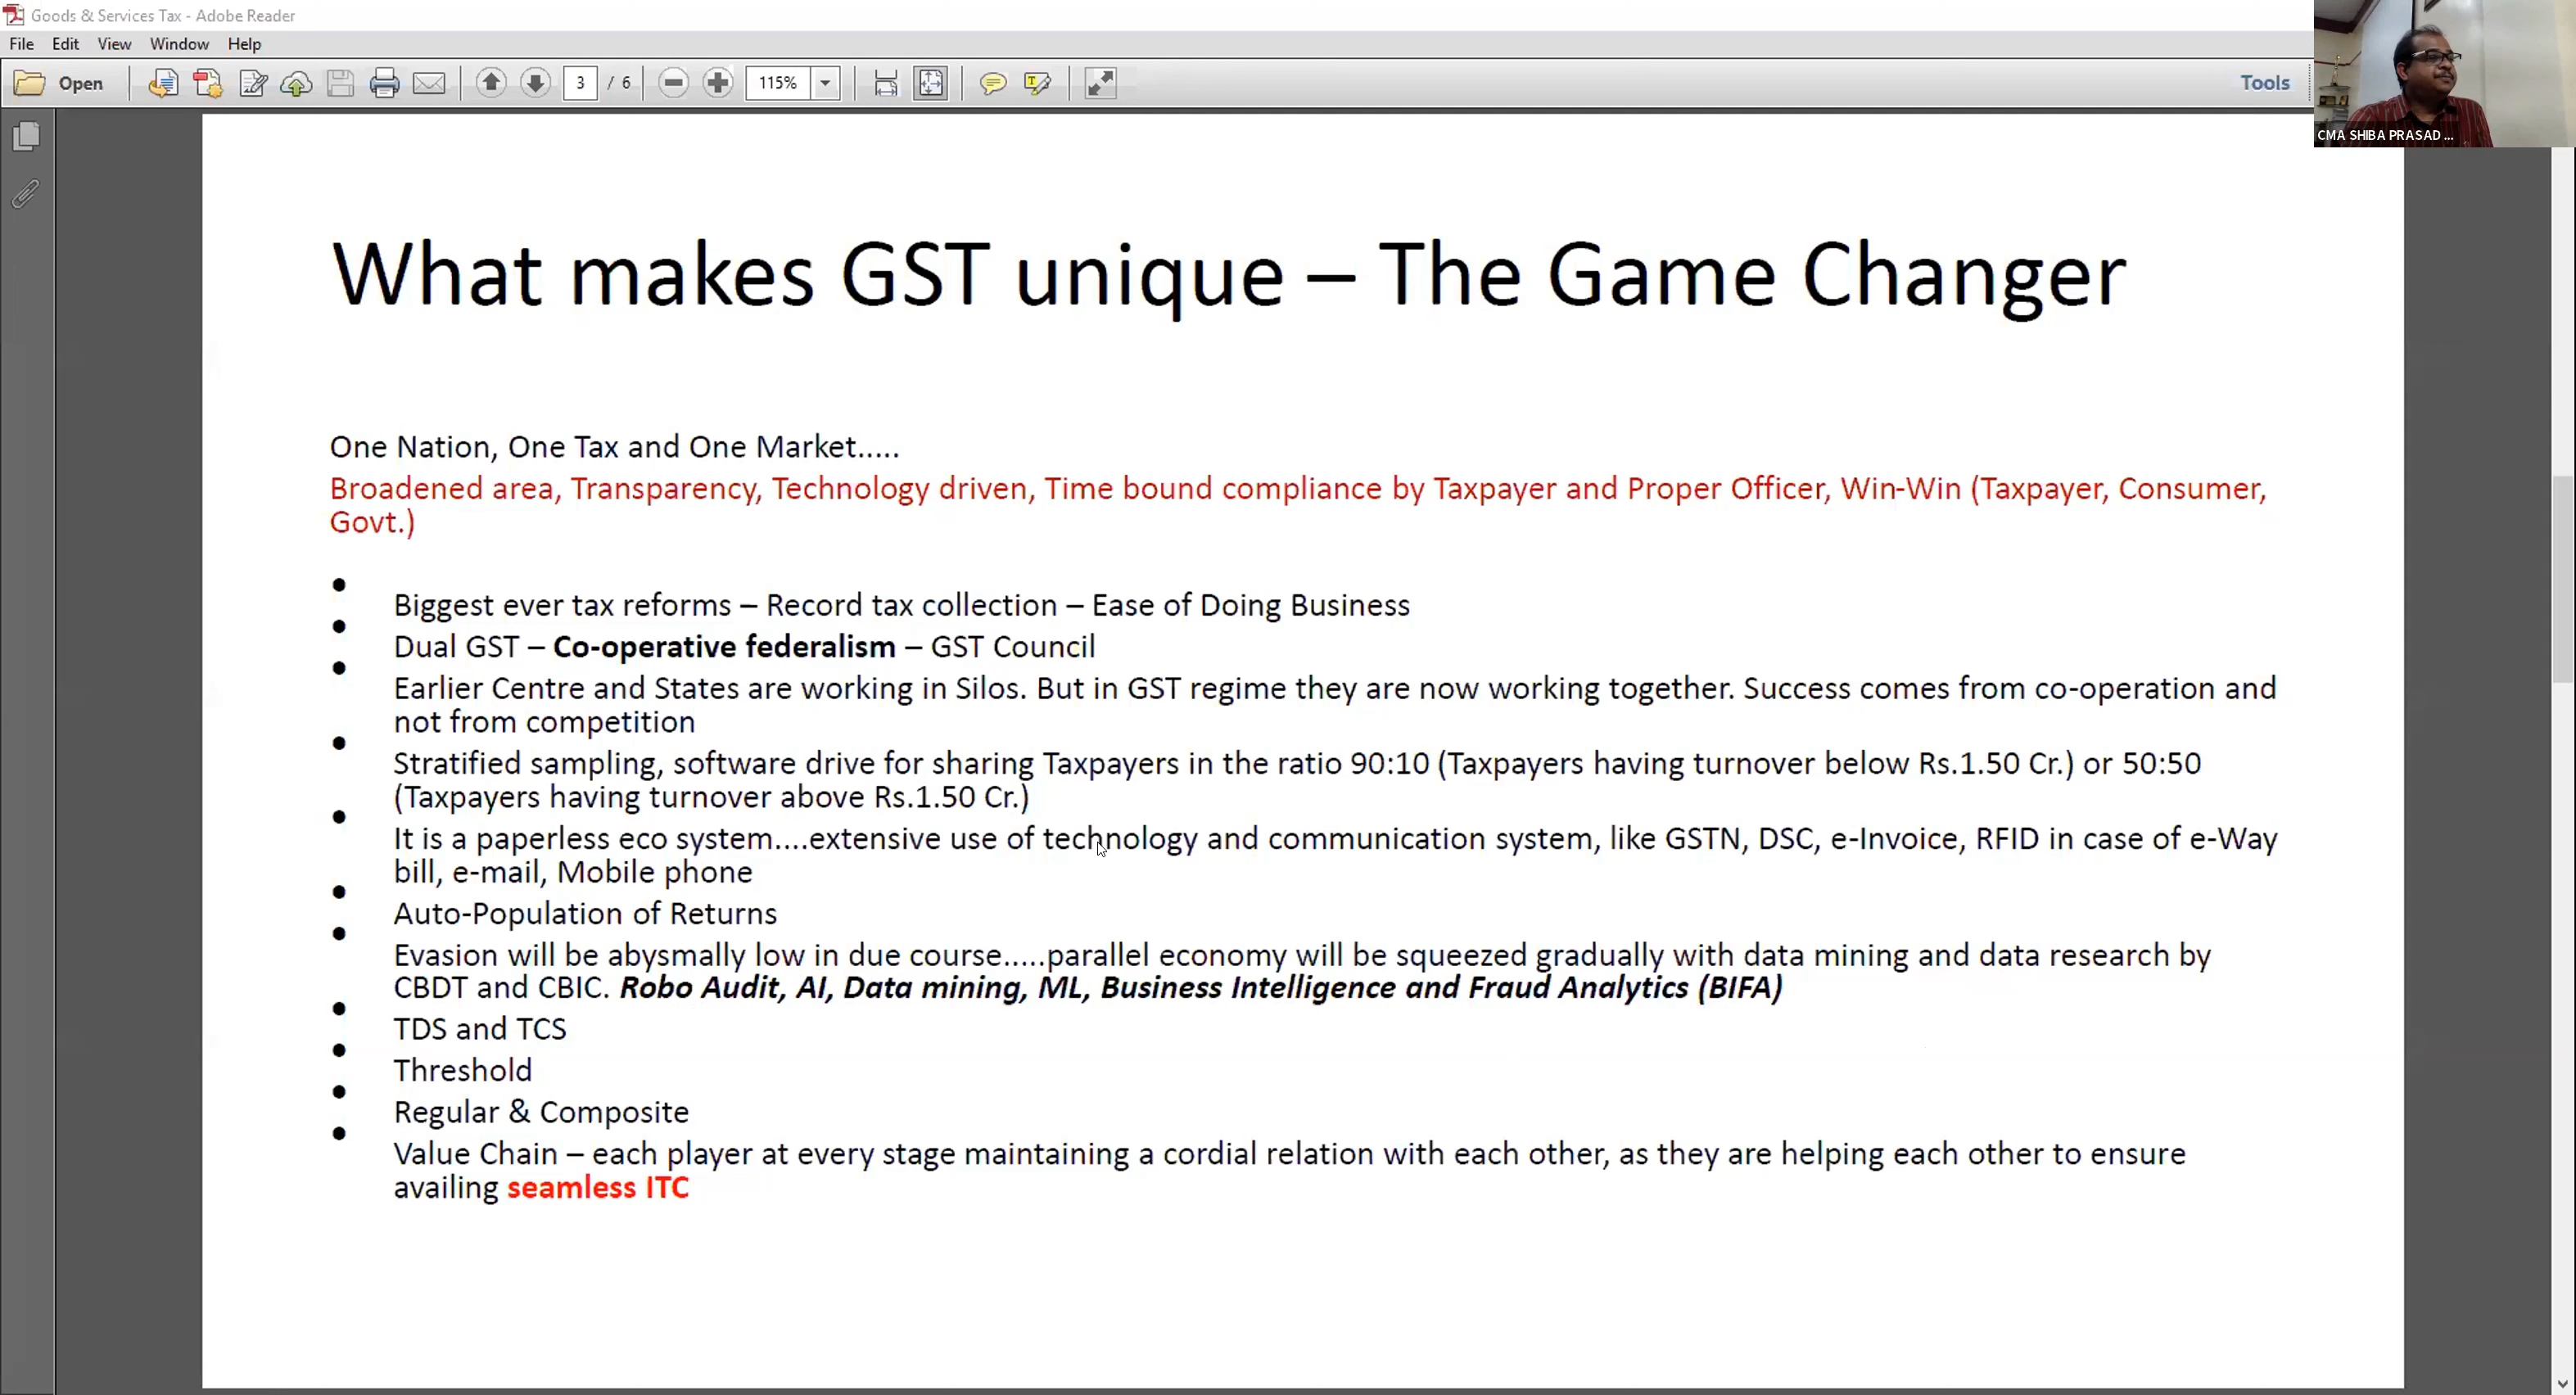 Goods & Services Tax - Adobe Reader
File Edit View Window Help
Open 3 / 6 115% Tools
CMA SHIBA PRASAD ...
What makes GST unique – The Game Changer
One Nation, One Tax and One Market.....
Broadened area, Transparency, Technology driven, Time bound compliance by Taxpayer and Proper Officer, Win-Win (Taxpayer, Consumer,
Govt.)
• Biggest ever tax reforms – Record tax collection – Ease of Doing Business
• Dual GST – Co-operative federalism – GST Council
• Earlier Centre and States are working in Silos. But in GST regime they are now working together. Success comes from co-operation and
not from competition
• Stratified sampling, software drive for sharing Taxpayers in the ratio 90:10 (Taxpayers having turnover below Rs.1.50 Cr.) or 50:50
(Taxpayers having turnover above Rs.1.50 Cr.)
• It is a paperless eco system....extensive use of technology and communication system, like GSTN, DSC, e-Invoice, RFID in case of e-Way
bill, e-mail, Mobile phone
• Auto-Population of Returns
• Evasion will be abysmally low in due course.....parallel economy will be squeezed gradually with data mining and data research by
CBDT and CBIC. Robo Audit, AI, Data mining, ML, Business Intelligence and Fraud Analytics (BIFA)
• TDS and TCS
• Threshold
• Regular & Composite
• Value Chain – each player at every stage maintaining a cordial relation with each other, as they are helping each other to ensure
availing seamless ITC